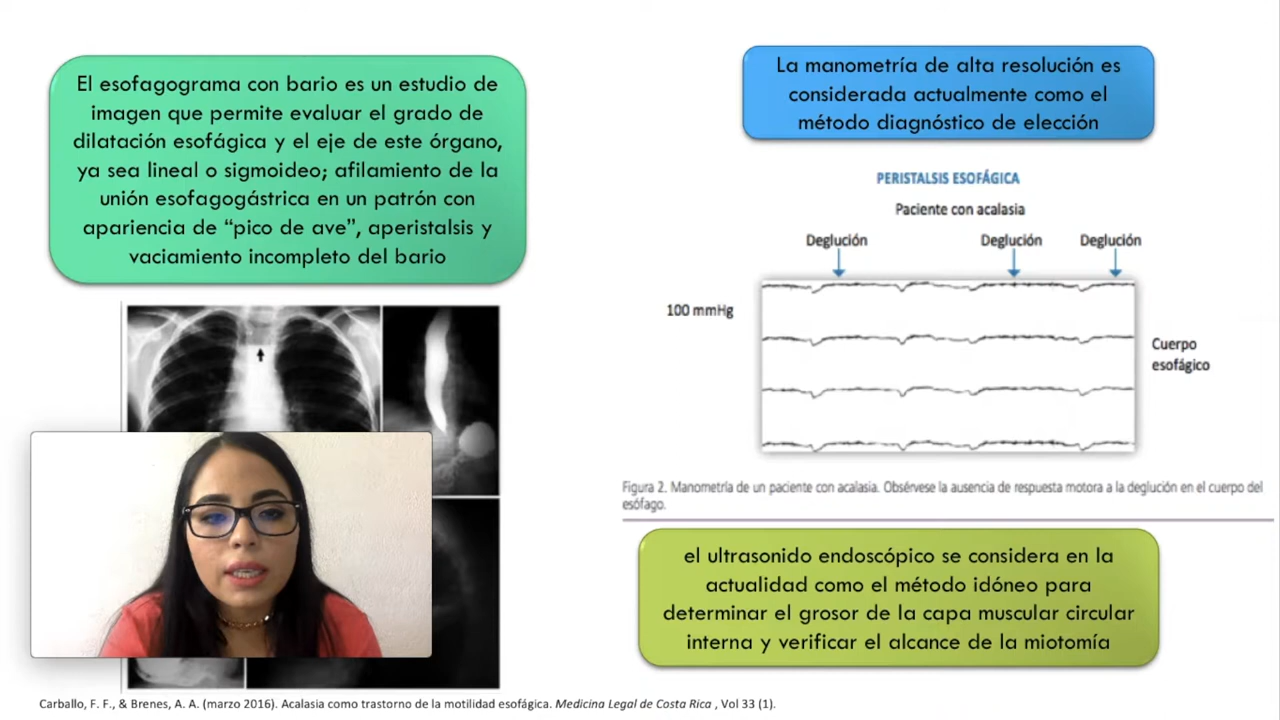 El esofagograma con bario es un estudio de
imagen que permite evaluar el grado de
dilatación esofágica y el eje de este órgano,
ya sea lineal o sigmoideo; afilamiento de la
unión esofagogástrica en un patrón con
apariencia de “pico de ave”, aperistalsis y
vaciamiento incompleto del bario
La manometría de alta resolución es
considerada actualmente como el
método diagnóstico de elección
PERISTALSIS ESOFÁGICA
Paciente con acalasia
Deglución Deglución Deglución
100 mmHg
Cuerpo
esofágico
Figura 2. Manometría de un paciente con acalasia. Obsérvese la ausencia de respuesta motora a la deglución en el cuerpo del
esófago.
el ultrasonido endoscópico se considera en la
actualidad como el método idóneo para
determinar el grosor de la capa muscular circular
interna y verificar el alcance de la miotomía
Carballo, F. F., & Brenes, A. A. (marzo 2016). Acalasia como trastorno de la motilidad esofágica. Medicina Legal de Costa Rica , Vol 33 (1).